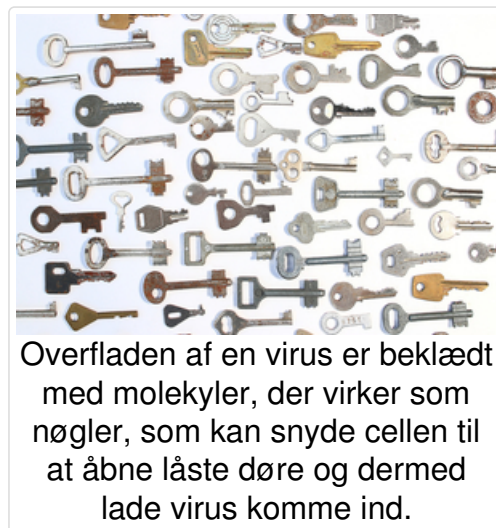 Overfladen af en virus er beklædt
med molekyler, der virker som
nøgler, som kan snyde cellen til
at åbne låste døre og dermed
lade virus komme ind.